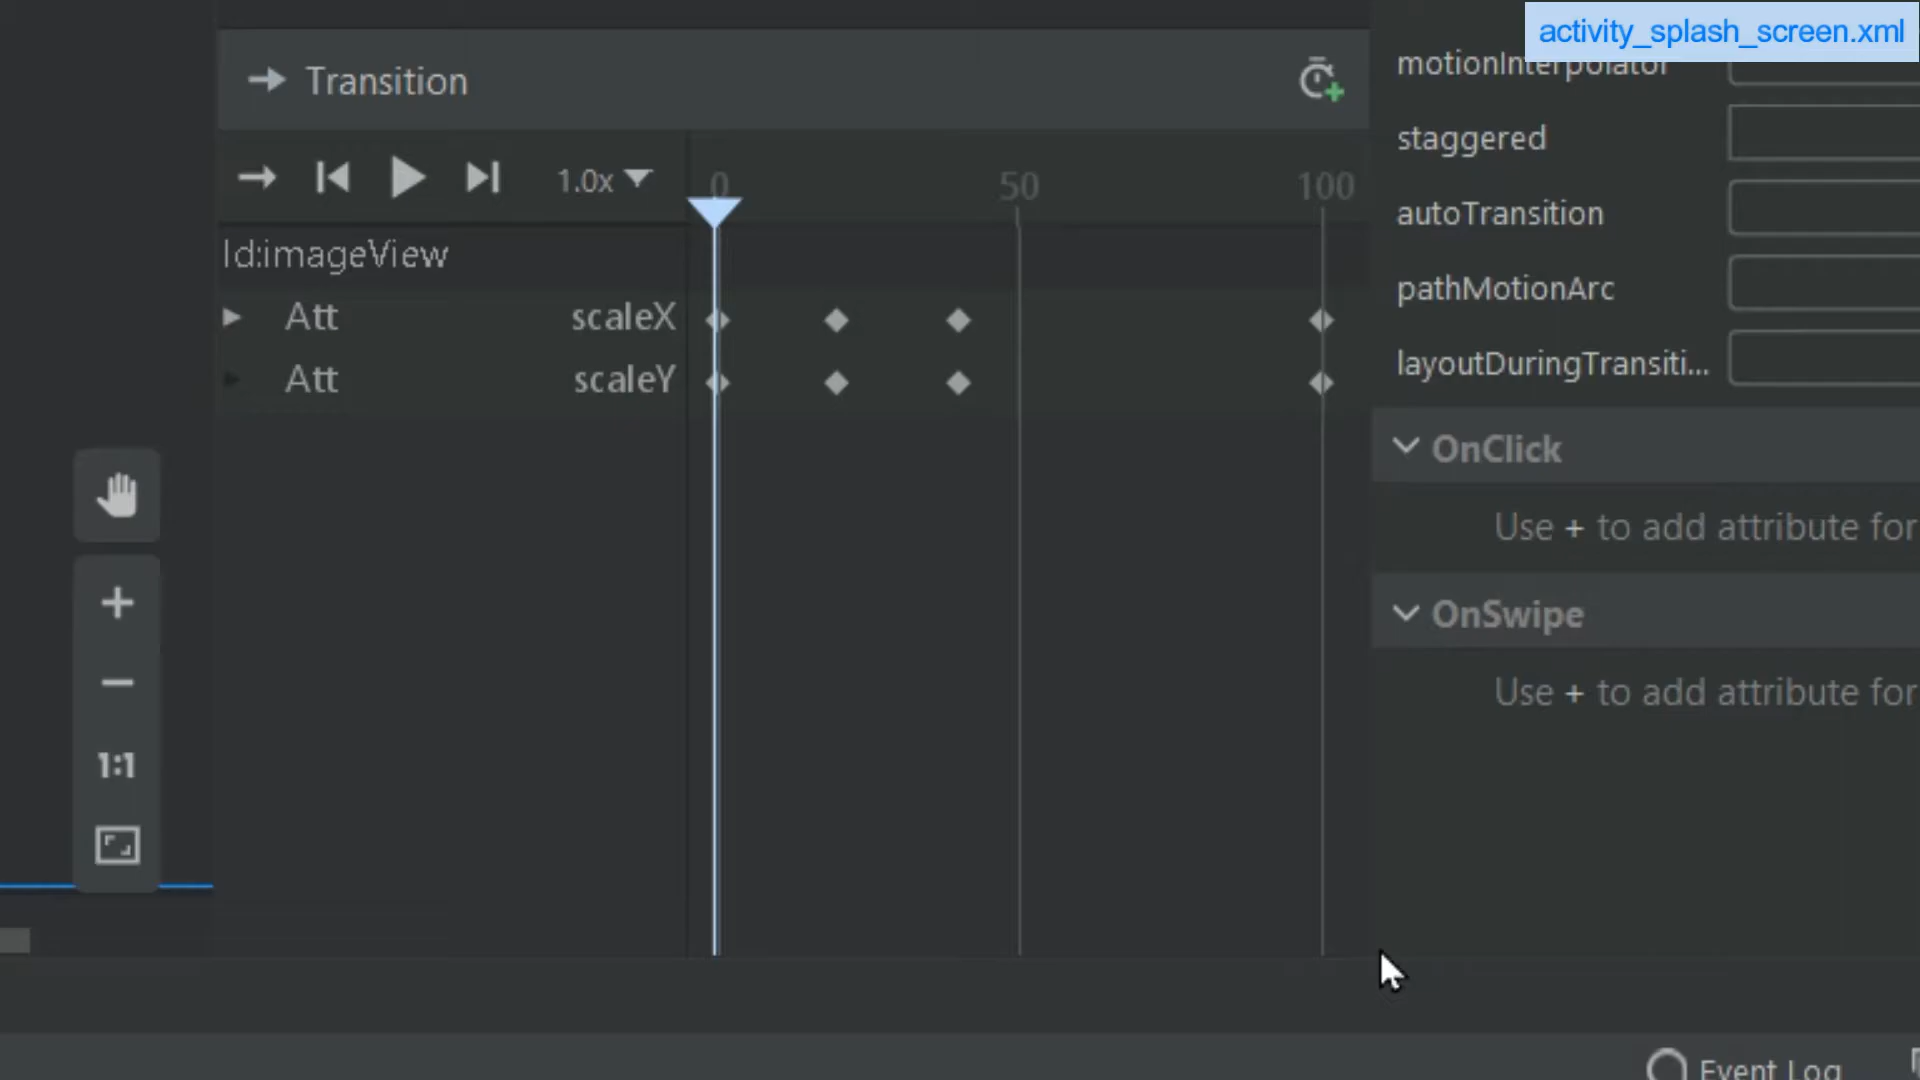 activity_splash_screen.xml
Transition
motionInterpolator
staggered
1.0x
0
50
100
autoTransition
Id:imageView
pathMotionArc
Att
scaleX
layoutDuringTransiti...
Att
scaleY
OnClick
Use + to add attribute for
OnSwipe
Use + to add attribute for
1:1
Event Log